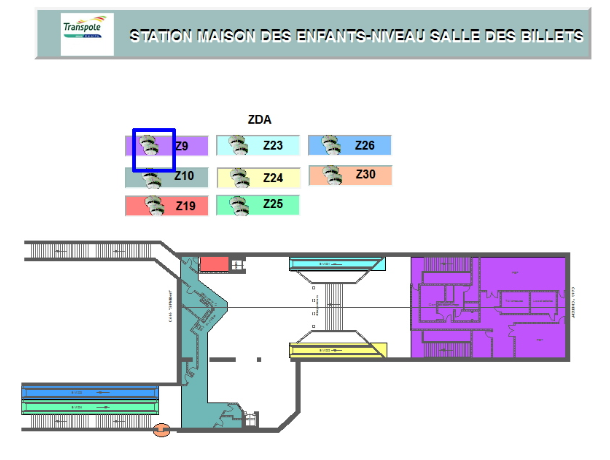 Transpole
STATION MAISON DES ENFANTS-NIVEAU SALLE DES BILLETS
ZDA
Z9 Z23 Z26
Z10 Z24 Z30
Z19 Z25